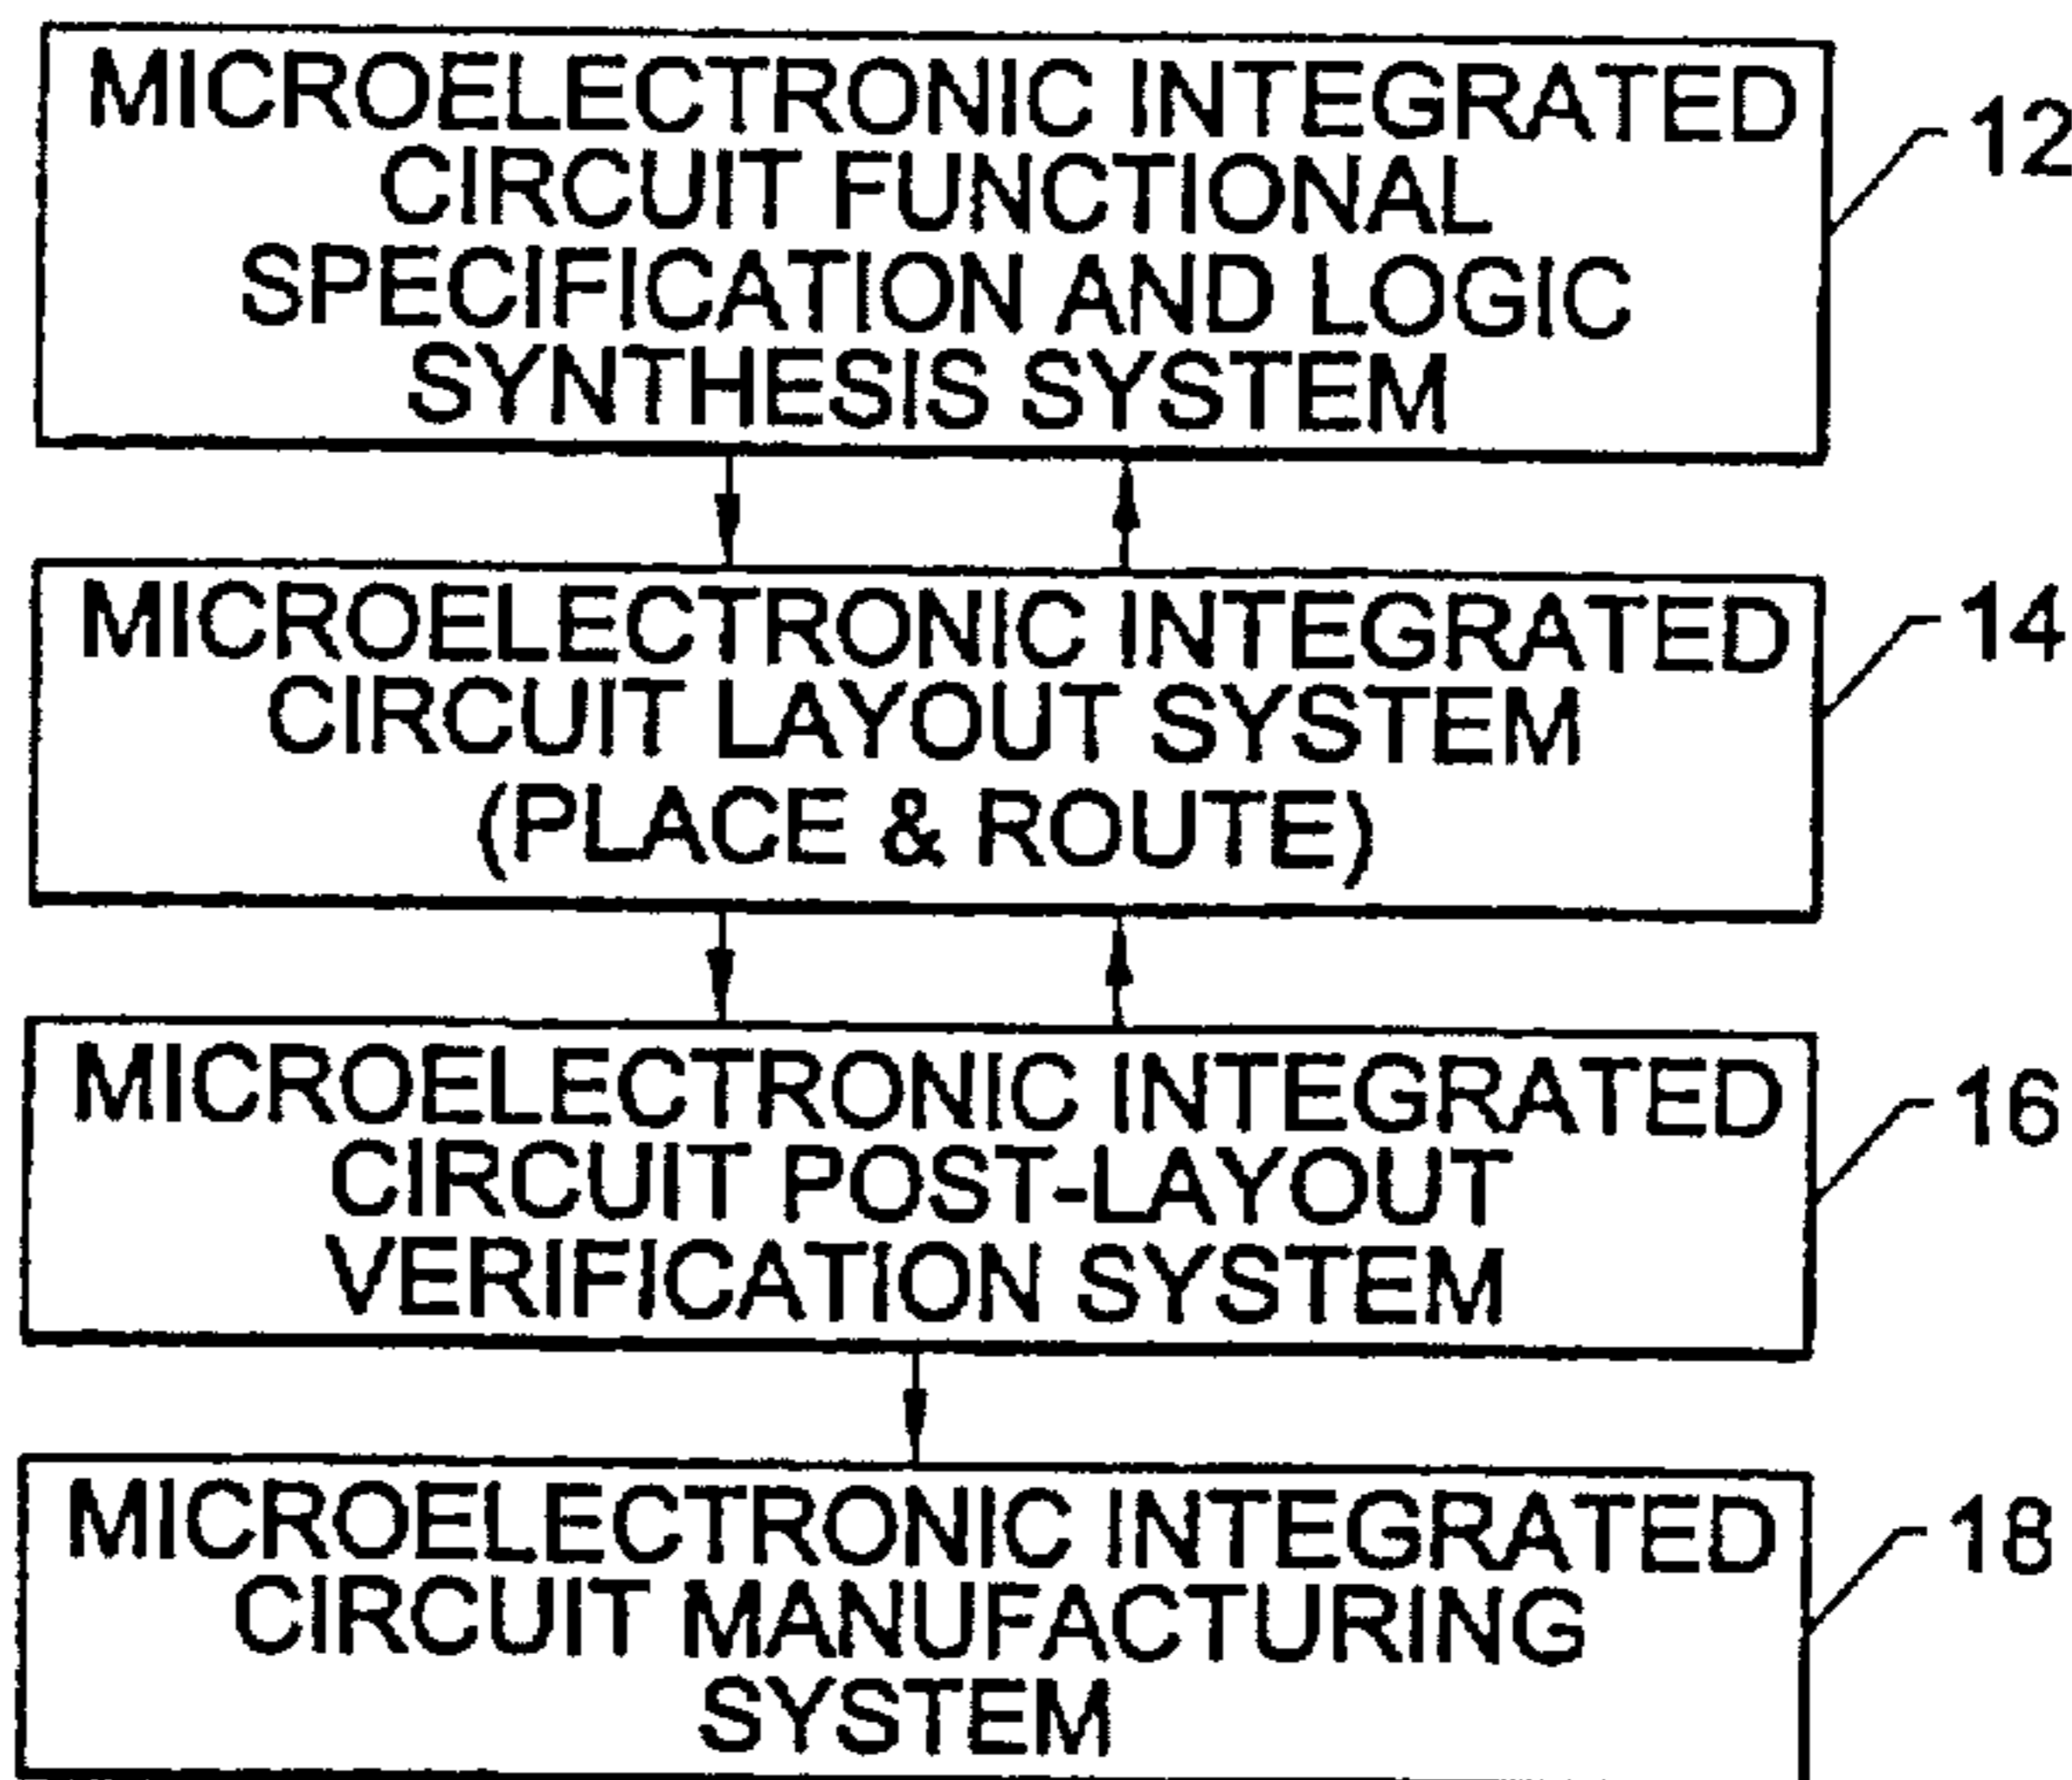 MICROELECTRONIC INTEGRATED
CIRCUIT FUNCTIONAL
SPECIFICATION AND LOGIC
SYNTHESIS SYSTEM
12
MICROELECTRONIC INTEGRATED
CIRCUIT LAYOUT SYSTEM
(PLACE & ROUTE)
14
MICROELECTRONIC INTEGRATED
CIRCUIT POST-LAYOUT
VERIFICATION SYSTEM
16
MICROELECTRONIC INTEGRATED
CIRCUIT MANUFACTURING
SYSTEM
18